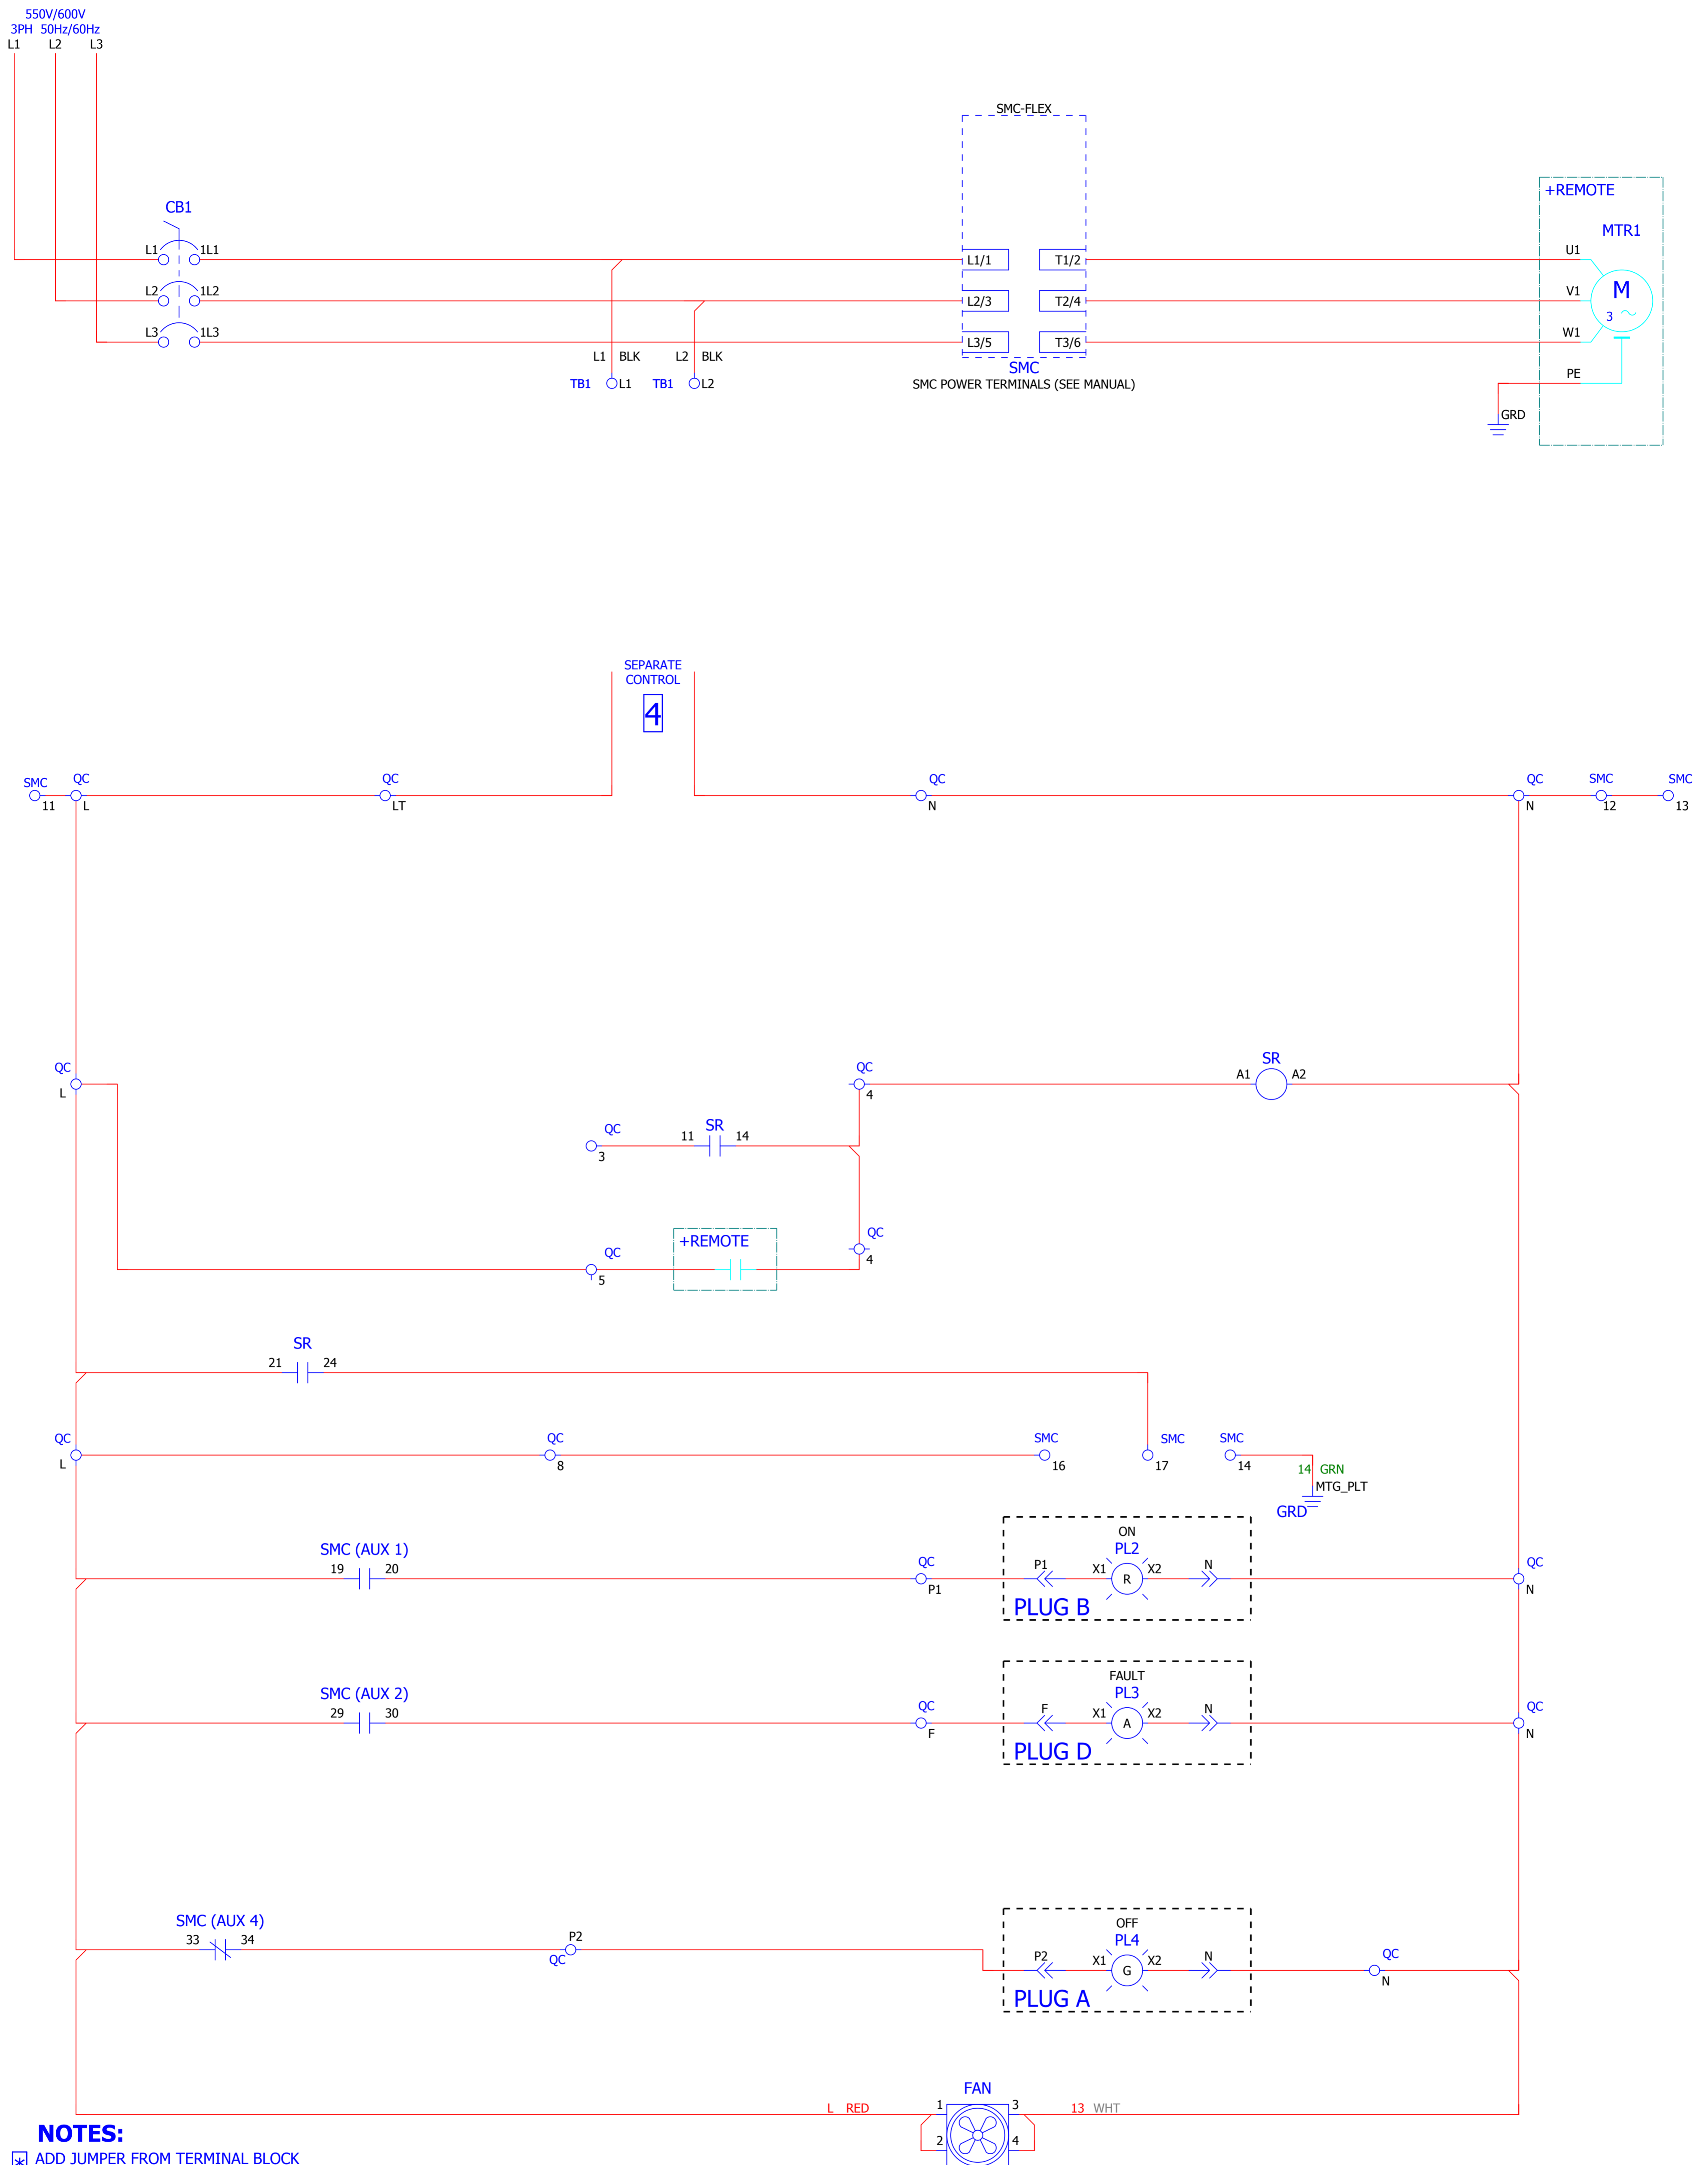 550V/600V
3PH 50Hz/60Hz
L1 L2 L3
SMC-FLEX
+REMOTE
CB1
MTR1
L1 1L1 L1/1 T1/2 U1
L2 1L2 L2/3 T2/4 V1
M
3
L3 1L3 L3/5 T3/6 W1
L1 BLK L2 BLK
SMC
PE
TB1 L1 TB1 L2
SMC POWER TERMINALS (SEE MANUAL)
GRD
SEPARATE
CONTROL
4
SMC QC QC QC QC SMC SMC
11 L LT N N 12 13
QC QC SR
L 4 A1 A2
QC SR
3 11 14
QC +REMOTE QC
5 4
SR
21 24
QC QC SMC SMC SMC
L 8 16 17 14
14 GRN
MTG_PLT
GRD
ON
SMC (AUX 1) PL2
19 20 QC P1 X1 R X2 N QC
P1 N
PLUG B
FAULT
SMC (AUX 2) PL3
29 30 QC F X1 A X2 N QC
F N
PLUG D
OFF
SMC (AUX 4) PL4
33 34 P2 P2 X1 G X2 N QC
QC N
PLUG A
FAN
L RED 1 3 13 WHT
2 4
NOTES:
* ADD JUMPER FROM TERMINAL BLOCK